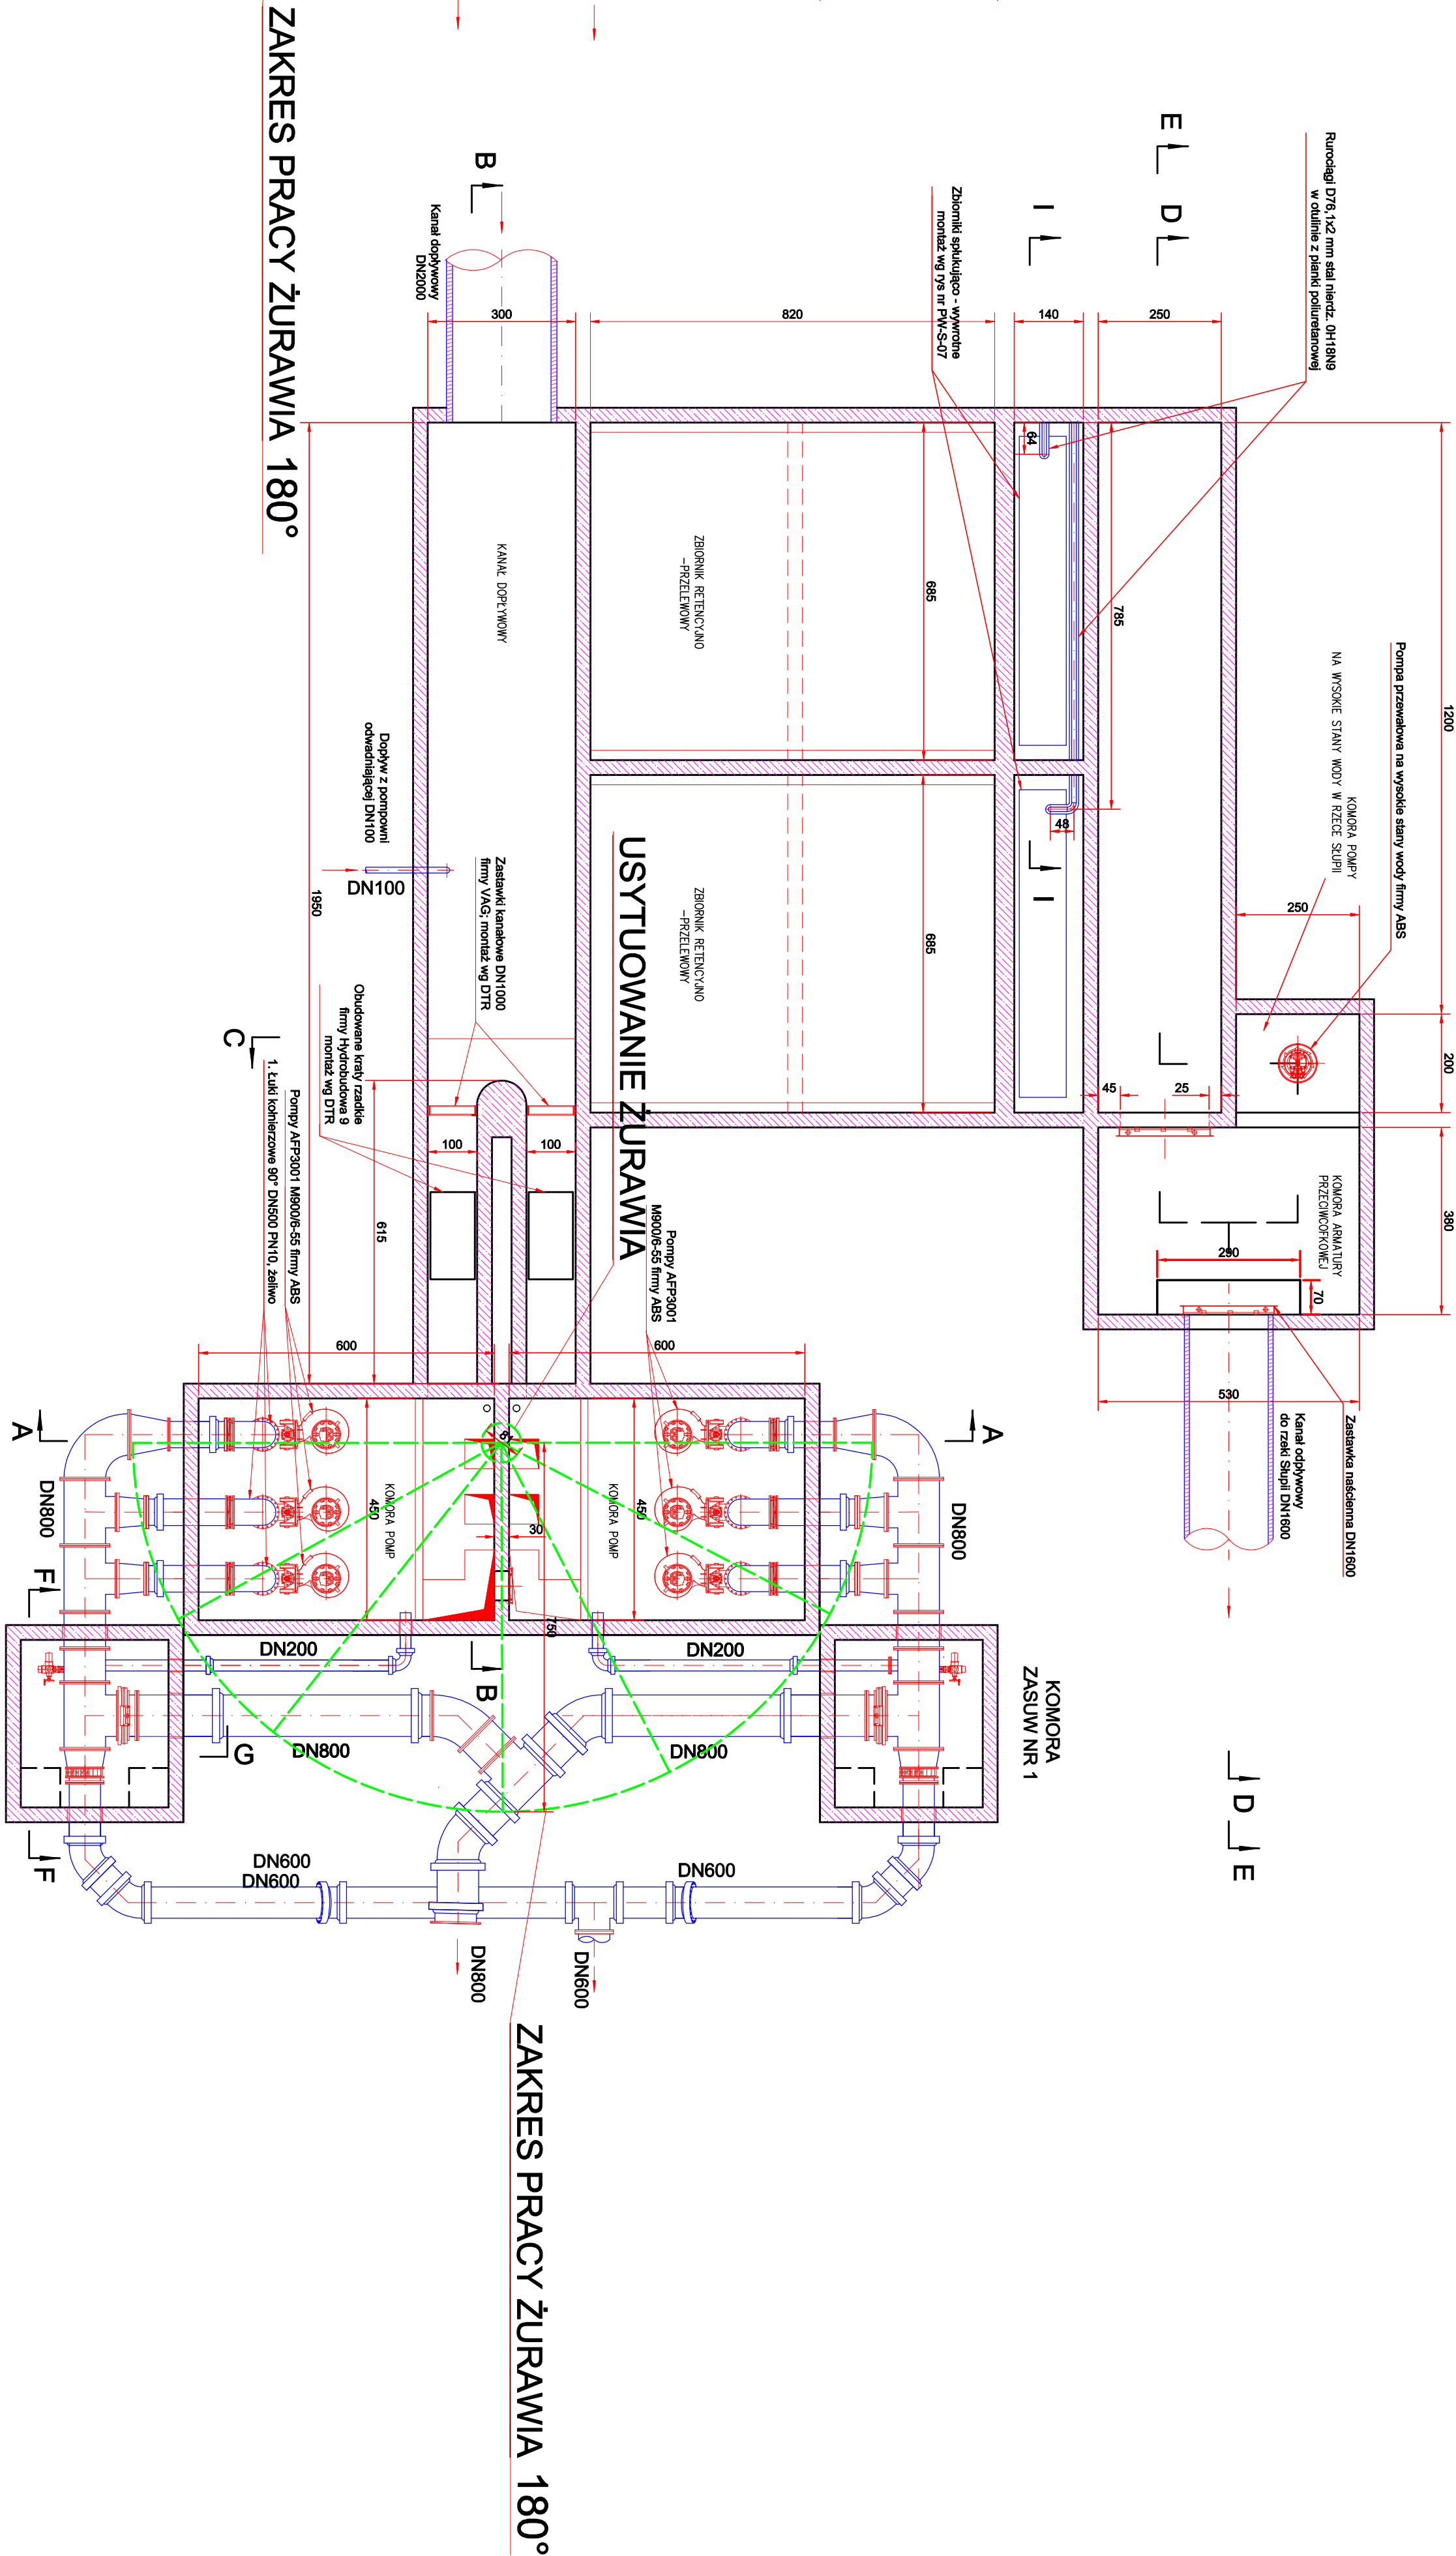 ZAKRES PRACY ŻURAWIA 180°
E
D
I
B
Rurociągi D76,1x2 mm stal nierdz. 0H18N9
w otulinie z pianki poliuretanowej
Zbiorniki spłukująco - wywrotne
montaż wg rys nr PW-S-07
Kanał dopływowy
DN2000
300
820
140
250
1200
64
785
685
ZBIORNIK RETENCYJNO
-PRZELEWOWY
KANAŁ DOPŁYWOWY
Pompa przewałowa na wysokie stany wody firmy ABS
KOMORA POMPY
NA WYSOKIE STANY WODY W RZECE SŁUPII
250
200
48
I
685
ZBIORNIK RETENCYJNO
-PRZELEWOWY
Dopływ z pompowni
odwadniającej DN100
DN100
1950
Zastawki kanałowe DN1000
firmy VAG; montaż wg DTR
Obudowane kraty rzadkie
firmy Hydrobudowa 9
montaż wg DTR
C
45
25
380
KOMORA ARMATURY
PRZECIWCOFKOWEJ
290
70
530
100
100
615
USYTUOWANIE ŻURAWIA
Pompy AFP3001
M900/6-55 firmy ABS
Pompy AFP3001 M900/6-55 firmy ABS
1. Łuki kołnierzowe 90° DN500 PN10, żeliwo
600
600
Zastawka naścienna DN1600
Kanał odpływowy
do rzeki Słupii DN1600
A
A
DN800
DN800
450
450
KOMORA POMP
KOMORA POMP
30
750
F
DN200
DN200
B
G
DN800
DN800
KOMORA
ZASUW NR 1
D
E
F
DN600
DN600
DN600
DN800
DN600
ZAKRES PRACY ŻURAWIA 180°